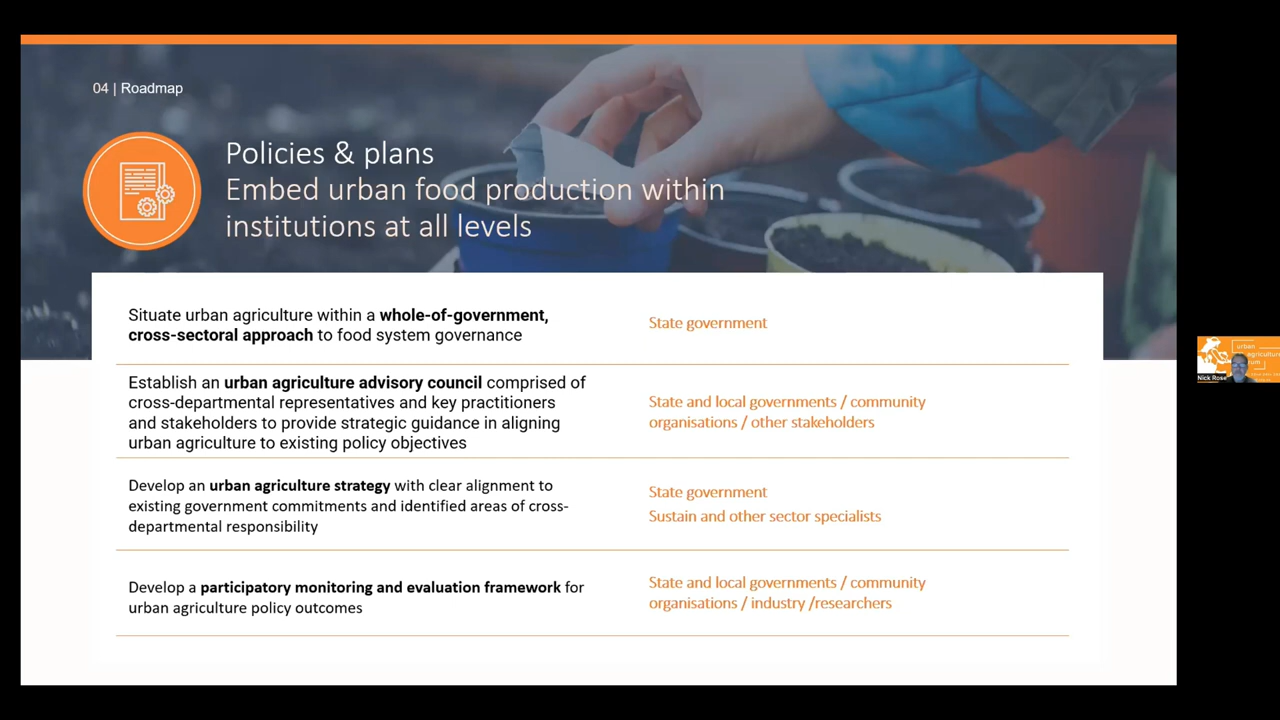 04 | Roadmap
Policies & plans
Embed urban food production within
institutions at all levels
Situate urban agriculture within a whole-of-government,
cross-sectoral approach to food system governance
State government
Establish an urban agriculture advisory council comprised of
cross-departmental representatives and key practitioners
and stakeholders to provide strategic guidance in aligning
urban agriculture to existing policy objectives
State and local governments / community
organisations / other stakeholders
Develop an urban agriculture strategy with clear alignment to
existing government commitments and identified areas of cross-
departmental responsibility
State government
Sustain and other sector specialists
Develop a participatory monitoring and evaluation framework for
urban agriculture policy outcomes
State and local governments / community
organisations / industry /researchers
urban
Nick Rose